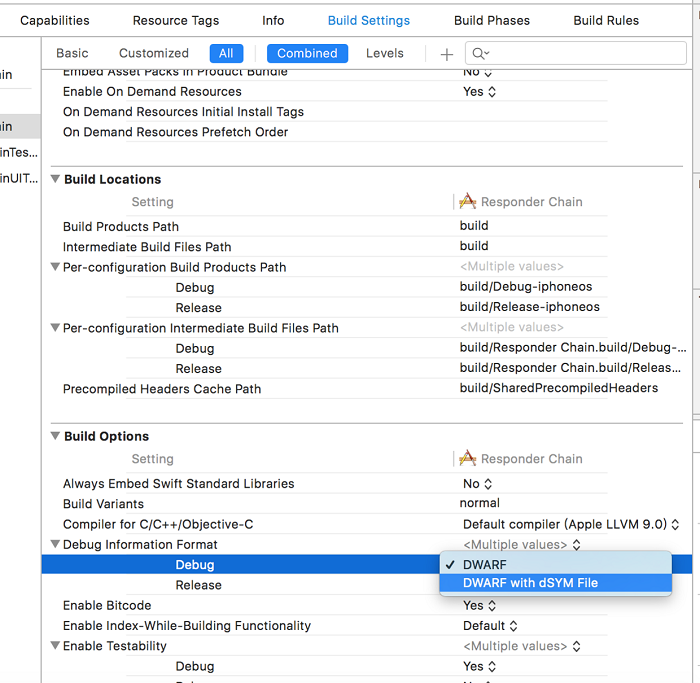 Capabilities Resource Tags Info Build Settings Build Phases Build Rules
Basic Customized All Combined Levels
in
Embed Asset Packs In Product Bundle No
Enable On Demand Resources Yes
On Demand Resources Initial Install Tags
in
On Demand Resources Prefetch Order
inTes...
inUIT...
Build Locations
Setting Responder Chain
Build Products Path build
Intermediate Build Files Path build
Per-configuration Build Products Path <Multiple values>
Debug build/Debug-iphoneos
Release build/Release-iphoneos
Per-configuration Intermediate Build Files Path <Multiple values>
Debug build/Responder Chain.build/Debug-...
Release build/Responder Chain.build/Releas...
Precompiled Headers Cache Path build/SharedPrecompiledHeaders
Build Options
Setting Responder Chain
Always Embed Swift Standard Libraries No
Build Variants normal
Compiler for C/C++/Objective-C Default compiler (Apple LLVM 9.0)
Debug Information Format <Multiple values>
Debug ✓ DWARF
Release DWARF with dSYM File
Enable Bitcode Yes
Enable Index-While-Building Functionality Default
Enable Testability <Multiple values>
Debug Yes